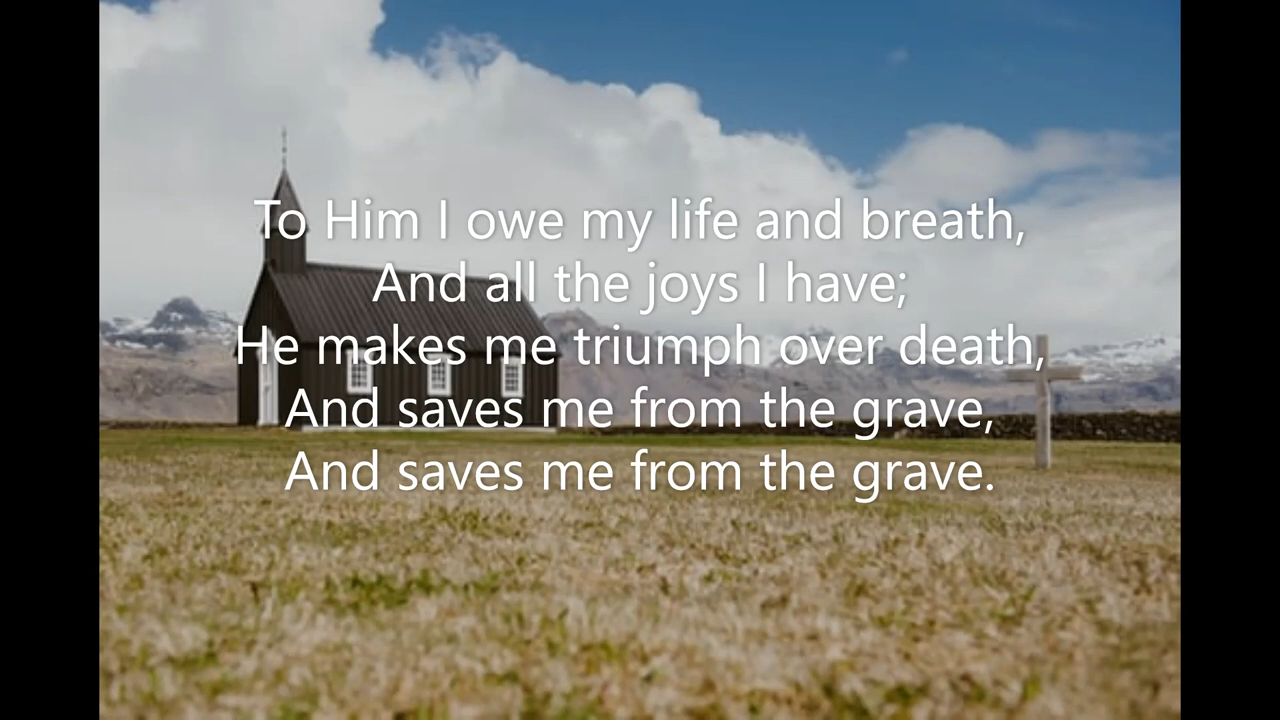 To Him I owe my life and breath,
And all the joys I have;
He makes me triumph over death,
And saves me from the grave,
And saves me from the grave.